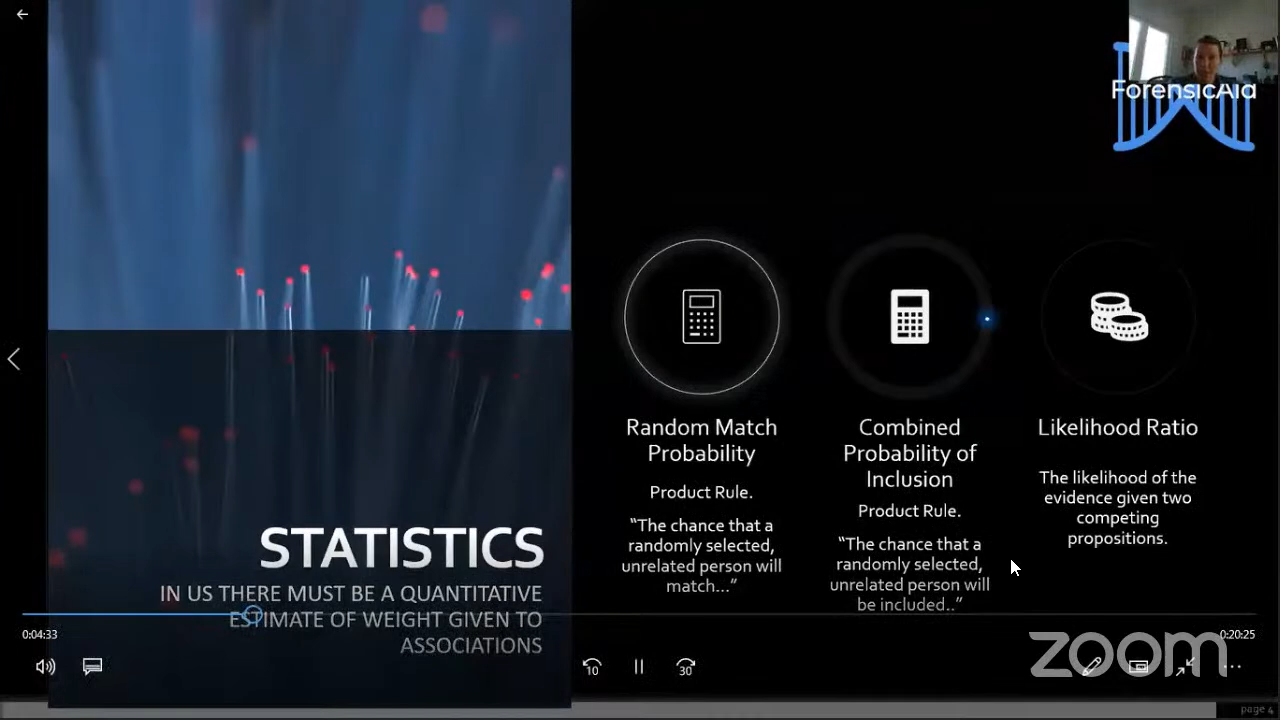 ForensicAid
Random Match
Probability
Product Rule.
“The chance that a
randomly selected,
unrelated person will
match...”
Combined
Probability of
Inclusion
Product Rule.
“The chance that a
randomly selected,
unrelated person will
be included..”
Likelihood Ratio
The likelihood of the
evidence given two
competing
propositions.
STATISTICS
IN US THERE MUST BE A QUANTITATIVE
ESTIMATE OF WEIGHT GIVEN TO
ASSOCIATIONS
0:04:33
0:20:25
10
30
zoom
page 4